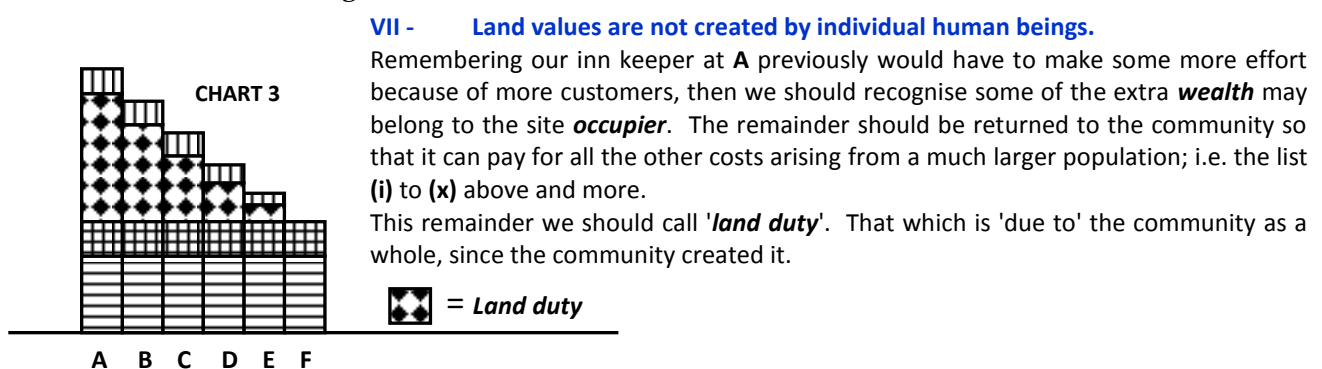 VII - Land values are not created by individual human beings.
Remembering our inn keeper at A previously would have to make some more effort
because of more customers, then we should recognise some of the extra wealth may
belong to the site occupier. The remainder should be returned to the community so
that it can pay for all the other costs arising from a much larger population; i.e. the list
(i) to (x) above and more.
This remainder we should call 'land duty'. That which is 'due to' the community as a
whole, since the community created it.
= Land duty
CHART 3
A B C D E F